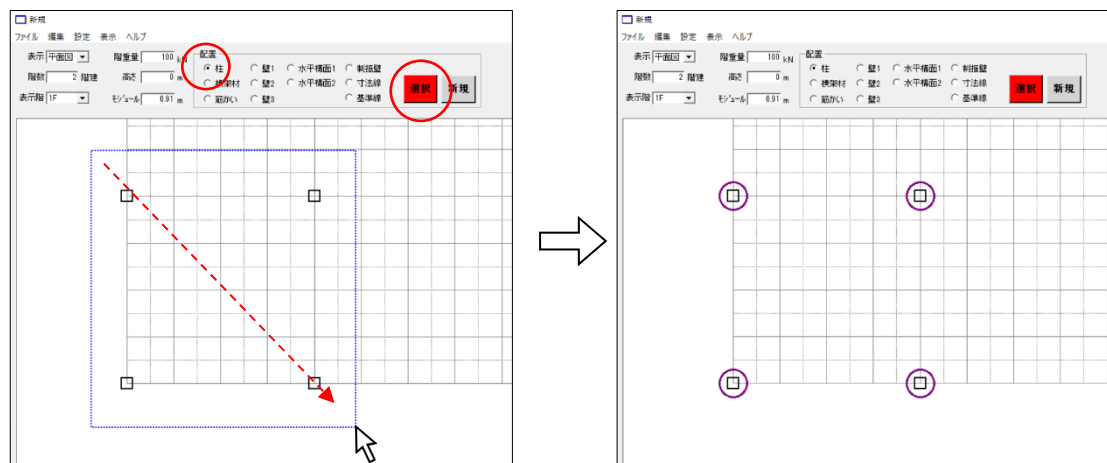 新規
ファイル 編集 設定 表示 ヘルプ
表示 平面図 階重量 100 kN 配置
柱 壁1 水平構面1 制振壁
階数 2 階建 高さ 0 m 横架材 壁2 水平構面2 寸法線 選択 新規
表示階 1F モジュール 0.91 m 筋かい 壁3 基準線
新規
ファイル 編集 設定 表示 ヘルプ
表示 平面図 階重量 100 kN 配置
柱 壁1 水平構面1 制振壁
階数 2 階建 高さ 0 m 横架材 壁2 水平構面2 寸法線 選択 新規
表示階 1F モジュール 0.91 m 筋かい 壁3 基準線